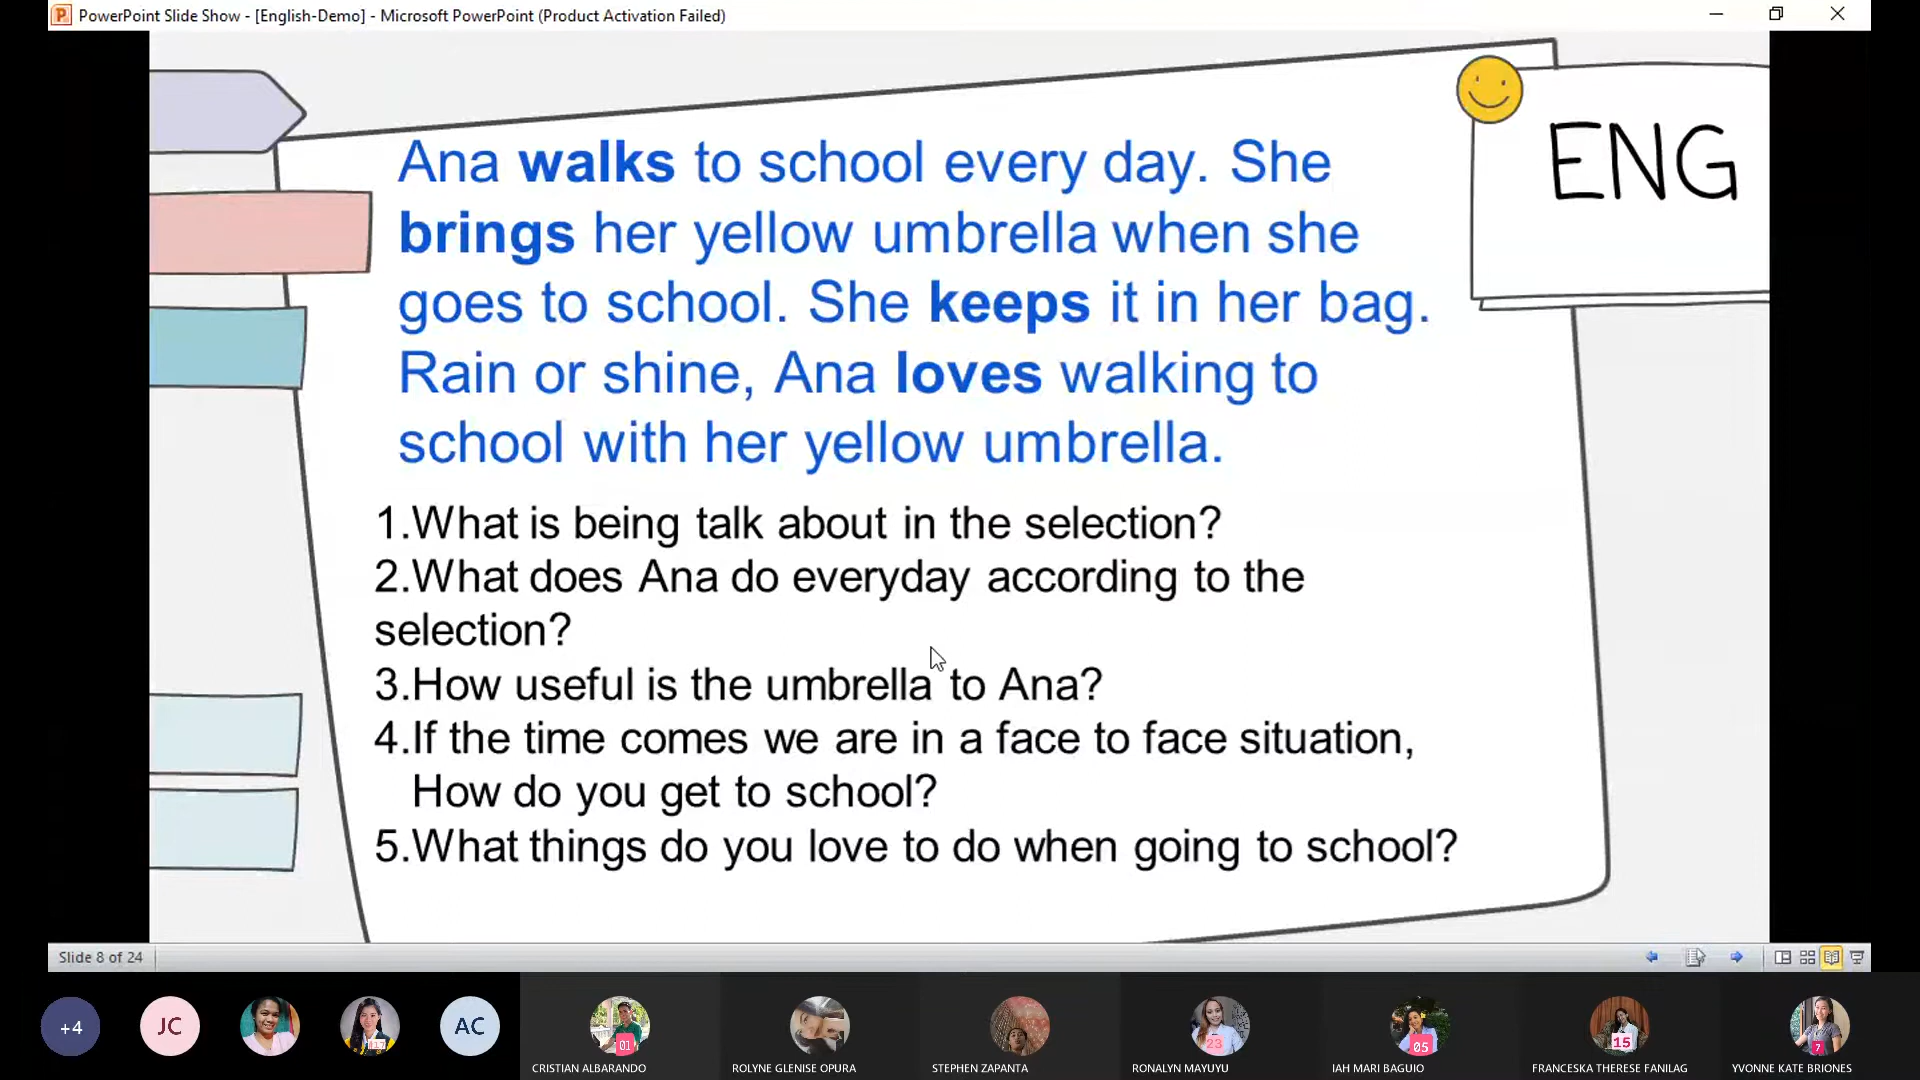 PowerPoint Slide Show - [English-Demo] - Microsoft PowerPoint (Product Activation Failed)
ENG
Ana walks to school every day. She
brings her yellow umbrella when she
goes to school. She keeps it in her bag.
Rain or shine, Ana loves walking to
school with her yellow umbrella.
1.What is being talk about in the selection?
2.What does Ana do everyday according to the
selection?
3.How useful is the umbrella to Ana?
4.If the time comes we are in a face to face situation,
How do you get to school?
5.What things do you love to do when going to school?
Slide 8 of 24
+4
JC
17
AC
01
23
05
15
7
CRISTIAN ALBARANDO
ROLYNE GLENISE OPURA
STEPHEN ZAPANTA
RONALYN MAYUYU
IAH MARI BAGUIO
FRANCESKA THERESE FANILAG
YVONNE KATE BRIONES